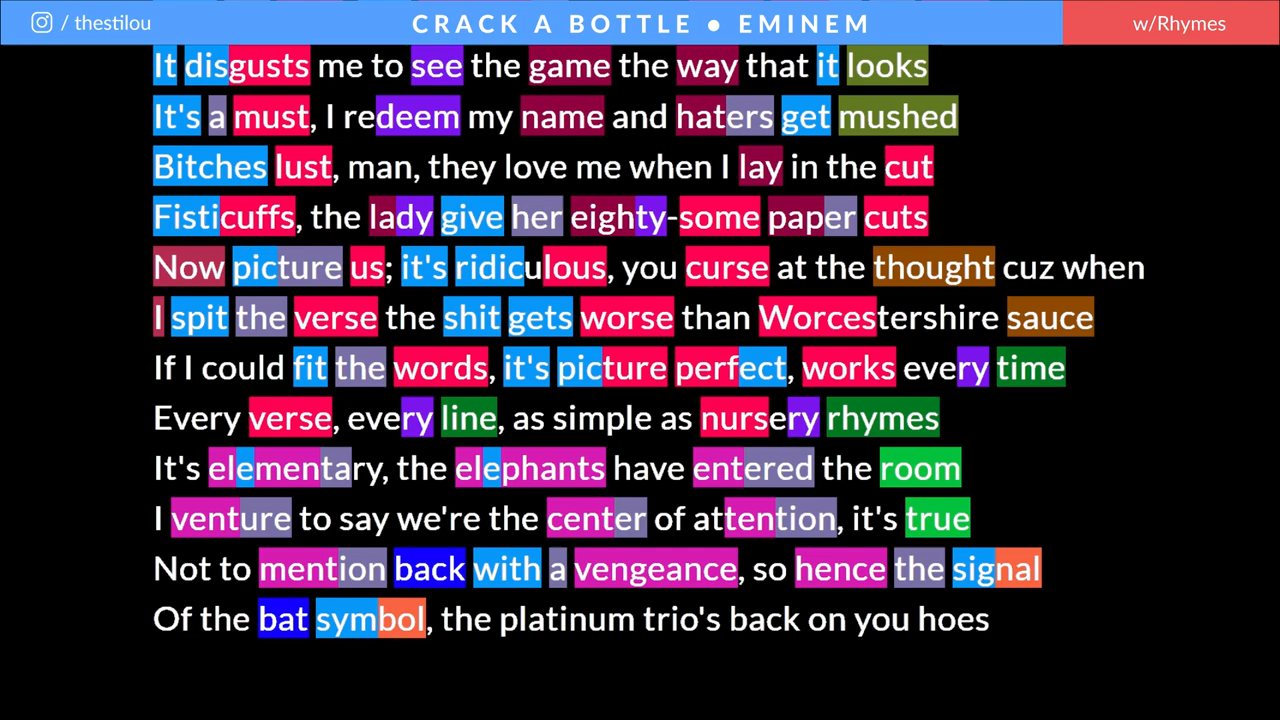 / thestilou
CRACK A BOTTLE ● EMINEM
w/Rhymes
It disgusts me to see the game the way that it looks
It's a must, I redeem my name and haters get mushed
Bitches lust, man, they love me when I lay in the cut
Fisticuffs, the lady give her eighty-some paper cuts
Now picture us; it's ridiculous, you curse at the thought cuz when
I spit the verse the shit gets worse than Worcestershire sauce
If I could fit the words, it's picture perfect, works every time
Every verse, every line, as simple as nursery rhymes
It's elementary, the elephants have entered the room
I venture to say we're the center of attention, it's true
Not to mention back with a vengeance, so hence the signal
Of the bat symbol, the platinum trio's back on you hoes